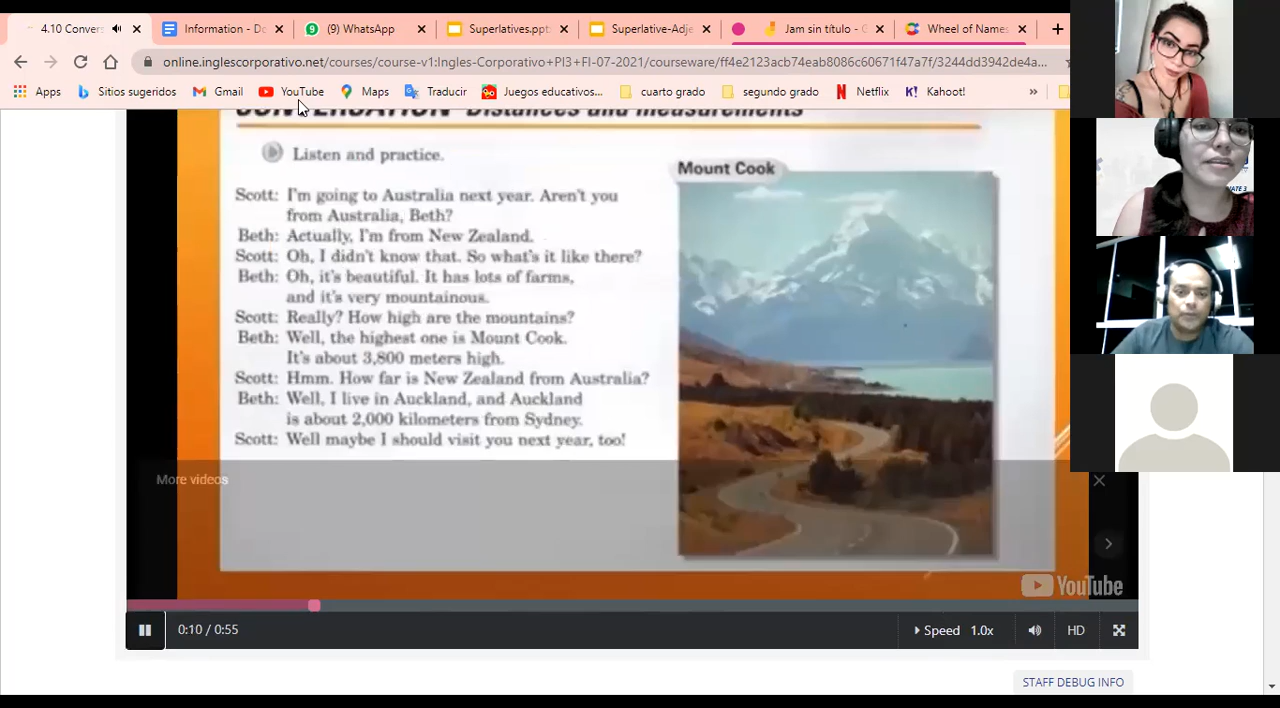 4.10 Convers
Information - Do
(9) WhatsApp
Superlatives.ppt
Superlative-Adje
Jam sin título - G
Wheel of Names
online.inglescorporativo.net/courses/course-v1:Ingles_Corporativo+PI3+FI-07-2021/courseware/ff4e2123acb74eab8086c60671f47a7f/3244dd3942de4a...
Apps
Sitios sugeridos
Gmail
YouTube
Maps
Traducir
Juegos educativos...
cuarto grado
segundo grado
Netflix
Kahoot!
»
CONVERSATION Distances and measurements
Listen and practice.
Mount Cook
Scott: I'm going to Australia next year. Aren't you
from Australia, Beth?
Beth: Actually, I'm from New Zealand.
Scott: Oh, I didn't know that. So what's it like there?
Beth: Oh, it's beautiful. It has lots of farms,
and it's very mountainous.
Scott: Really? How high are the mountains?
Beth: Well, the highest one is Mount Cook.
It's about 3,800 meters high.
Scott: Hmm. How far is New Zealand from Australia?
Beth: Well, I live in Auckland, and Auckland
is about 2,000 kilometers from Sydney.
Scott: Well maybe I should visit you next year, too!
More videos
YouTube
0:10 / 0:55
Speed 1.0x
HD
STAFF DEBUG INFO